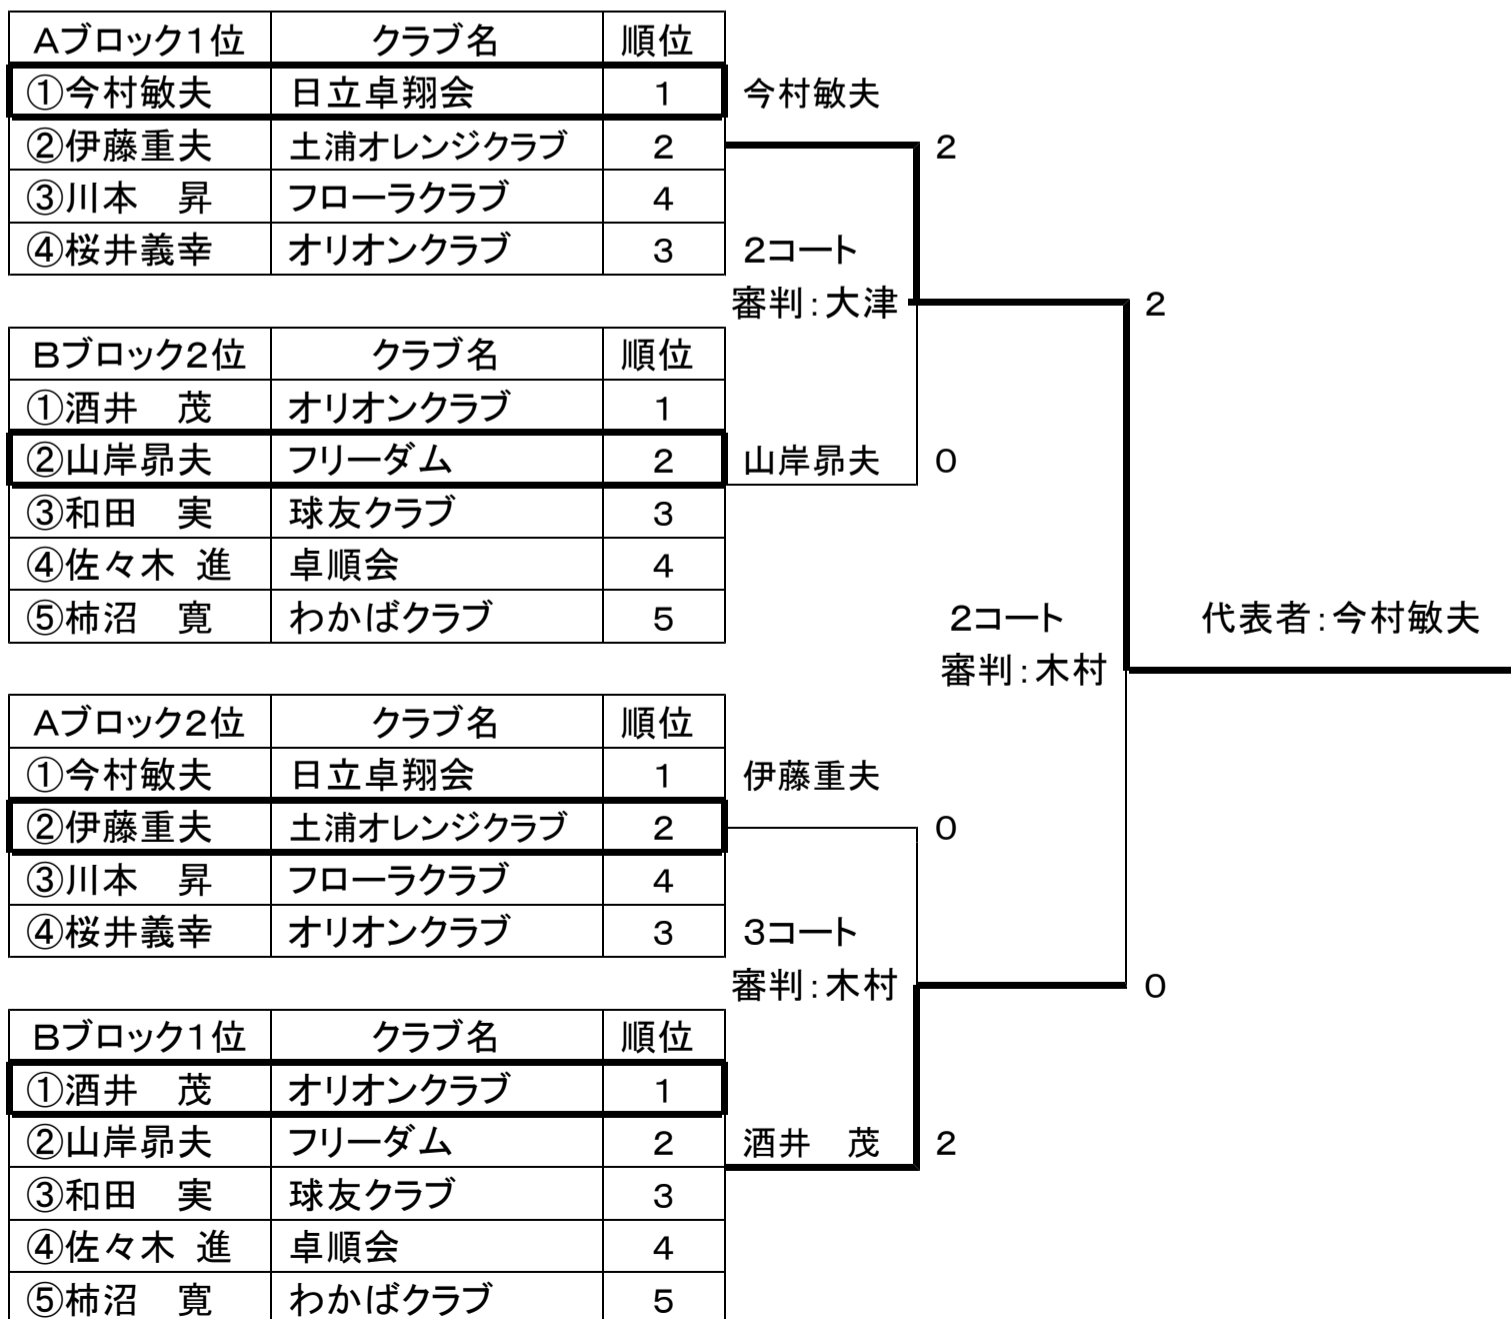 Aブロック1位 クラブ名 順位
①今村敏夫 日立卓翔会 1 今村敏夫
②伊藤重夫 土浦オレンジクラブ 2 2
③川本 昇 フローラクラブ 4
④桜井義幸 オリオンクラブ 3 2コート
審判：大津 2
Bブロック2位 クラブ名 順位
①酒井 茂 オリオンクラブ 1
②山岸昴夫 フリーダム 2 山岸昴夫 0
③和田 実 球友クラブ 3
④佐々木 進 卓順会 4
⑤柿沼 寛 わかばクラブ 5 2コート 代表者：今村敏夫
審判：木村
Aブロック2位 クラブ名 順位
①今村敏夫 日立卓翔会 1 伊藤重夫
②伊藤重夫 土浦オレンジクラブ 2 0
③川本 昇 フローラクラブ 4
④桜井義幸 オリオンクラブ 3 3コート
審判：木村 0
Bブロック1位 クラブ名 順位
①酒井 茂 オリオンクラブ 1
②山岸昴夫 フリーダム 2 酒井 茂 2
③和田 実 球友クラブ 3
④佐々木 進 卓順会 4
⑤柿沼 寛 わかばクラブ 5